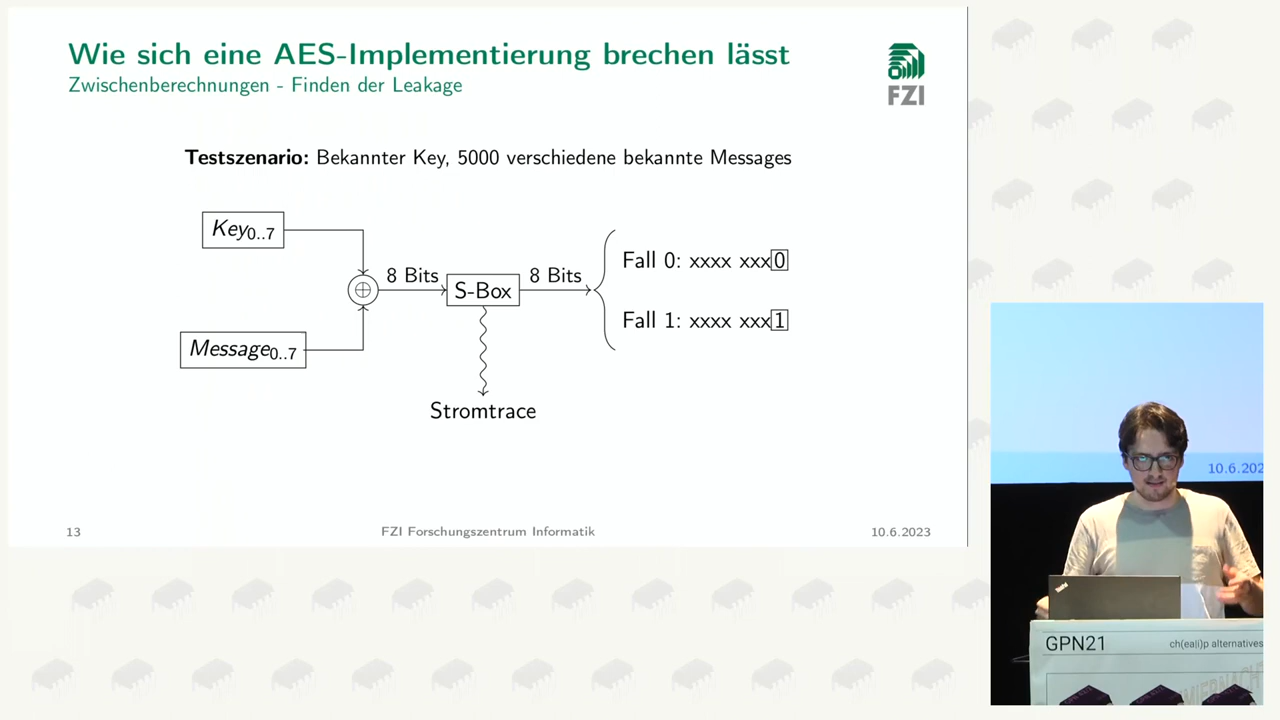 Wie sich eine AES-Implementierung brechen lässt
Zwischenberechnungen - Finden der Leakage
FZI
Testszenario: Bekannter Key, 5000 verschiedene bekannte Messages
Key0..7
8 Bits
8 Bits
S-Box
Fall 0: xxxx xxx0
Fall 1: xxxx xxx1
Message0..7
Stromtrace
13
FZI Forschungszentrum Informatik
10.6.2023
10.6.202
GPN21
ch(ea|i)p alternatives